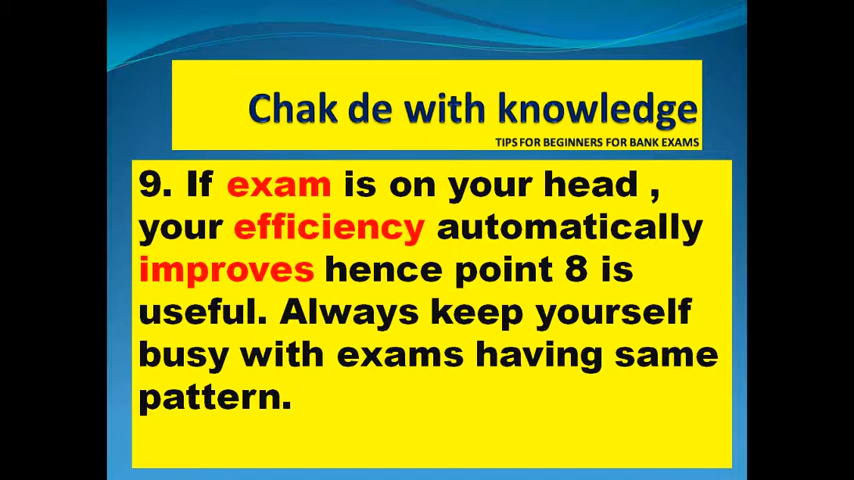 Chak de with knowledge
TIPS FOR BEGINNERS FOR BANK EXAMS
9. If exam is on your head ,
your efficiency automatically
improves hence point 8 is
useful. Always keep yourself
busy with exams having same
pattern.